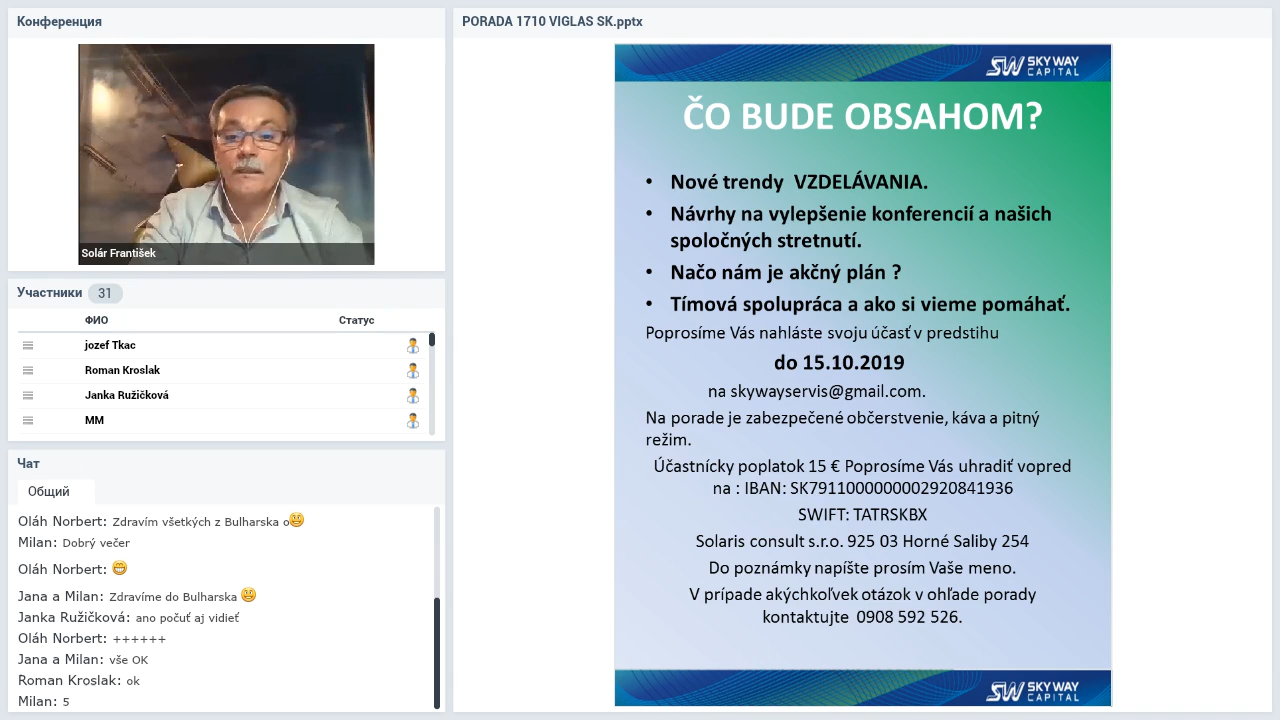 Конференция
Solár František
Участники 31
ФИО Статус
jozef Tkac
Roman Kroslak
Janka Ružičková
MM
Чат
Общий
Oláh Norbert: Zdravím všetkých z Bulharska o
Milan: Dobrý večer
Oláh Norbert:
Jana a Milan: Zdravíme do Bulharska
Janka Ružičková: ano počuť aj vidieť
Oláh Norbert: ++++++
Jana a Milan: vše OK
Roman Kroslak: ok
Milan: 5
PORADA 1710 VIGLAS SK.pptx
SW SKY WAY
CAPITAL
ČO BUDE OBSAHOM?
• Nové trendy VZDELÁVANIA.
• Návrhy na vylepšenie konferencií a našich
spoločných stretnutí.
• Načo nám je akčný plán ?
• Tímová spolupráca a ako si vieme pomáhať.
Poprosíme Vás nahláste svoju účasť v predstihu
do 15.10.2019
na skywayservis@gmail.com.
Na porade je zabezpečené občerstvenie, káva a pitný
režim.
Účastnícky poplatok 15 € Poprosíme Vás uhradiť vopred
na : IBAN: SK7911000000002920841936
SWIFT: TATRSKBX
Solaris consult s.r.o. 925 03 Horné Saliby 254
Do poznámky napíšte prosím Vaše meno.
V prípade akýchkoľvek otázok v ohľade porady
kontaktujte 0908 592 526.
SW SKY WAY
CAPITAL